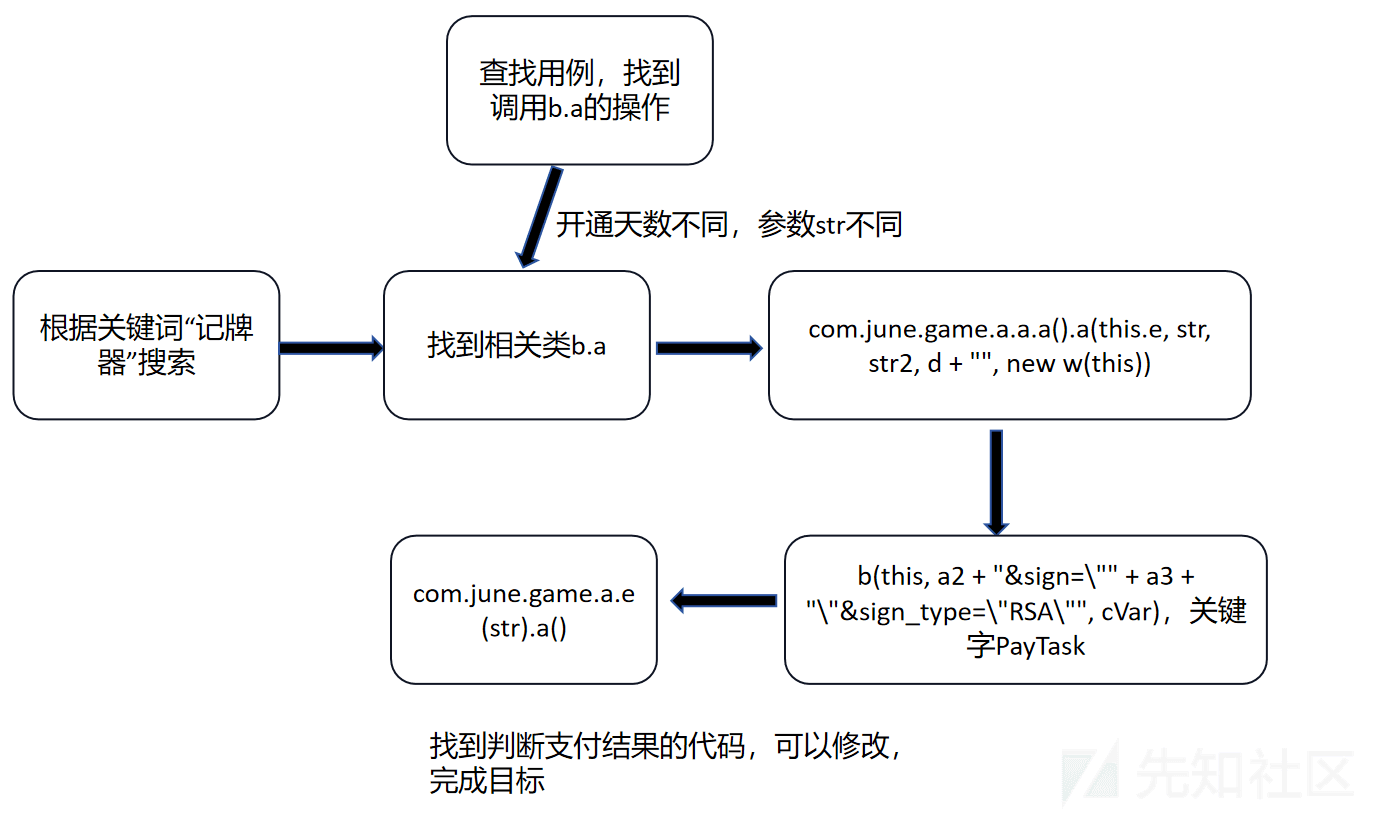 查找用例，找到
调用b.a的操作
开通天数不同，参数str不同
根据关键词“记牌
器”搜索
找到相关类b.a
com.june.game.a.a.a().a(this.e, str,
str2, d + "", new w(this))
com.june.game.a.e
(str).a()
b(this, a2 + "&sign=\"" + a3 +
"\"&sign_type=\"RSA\"", cVar)，关键
字PayTask
找到判断支付结果的代码，可以修改，
完成目标
先知社区